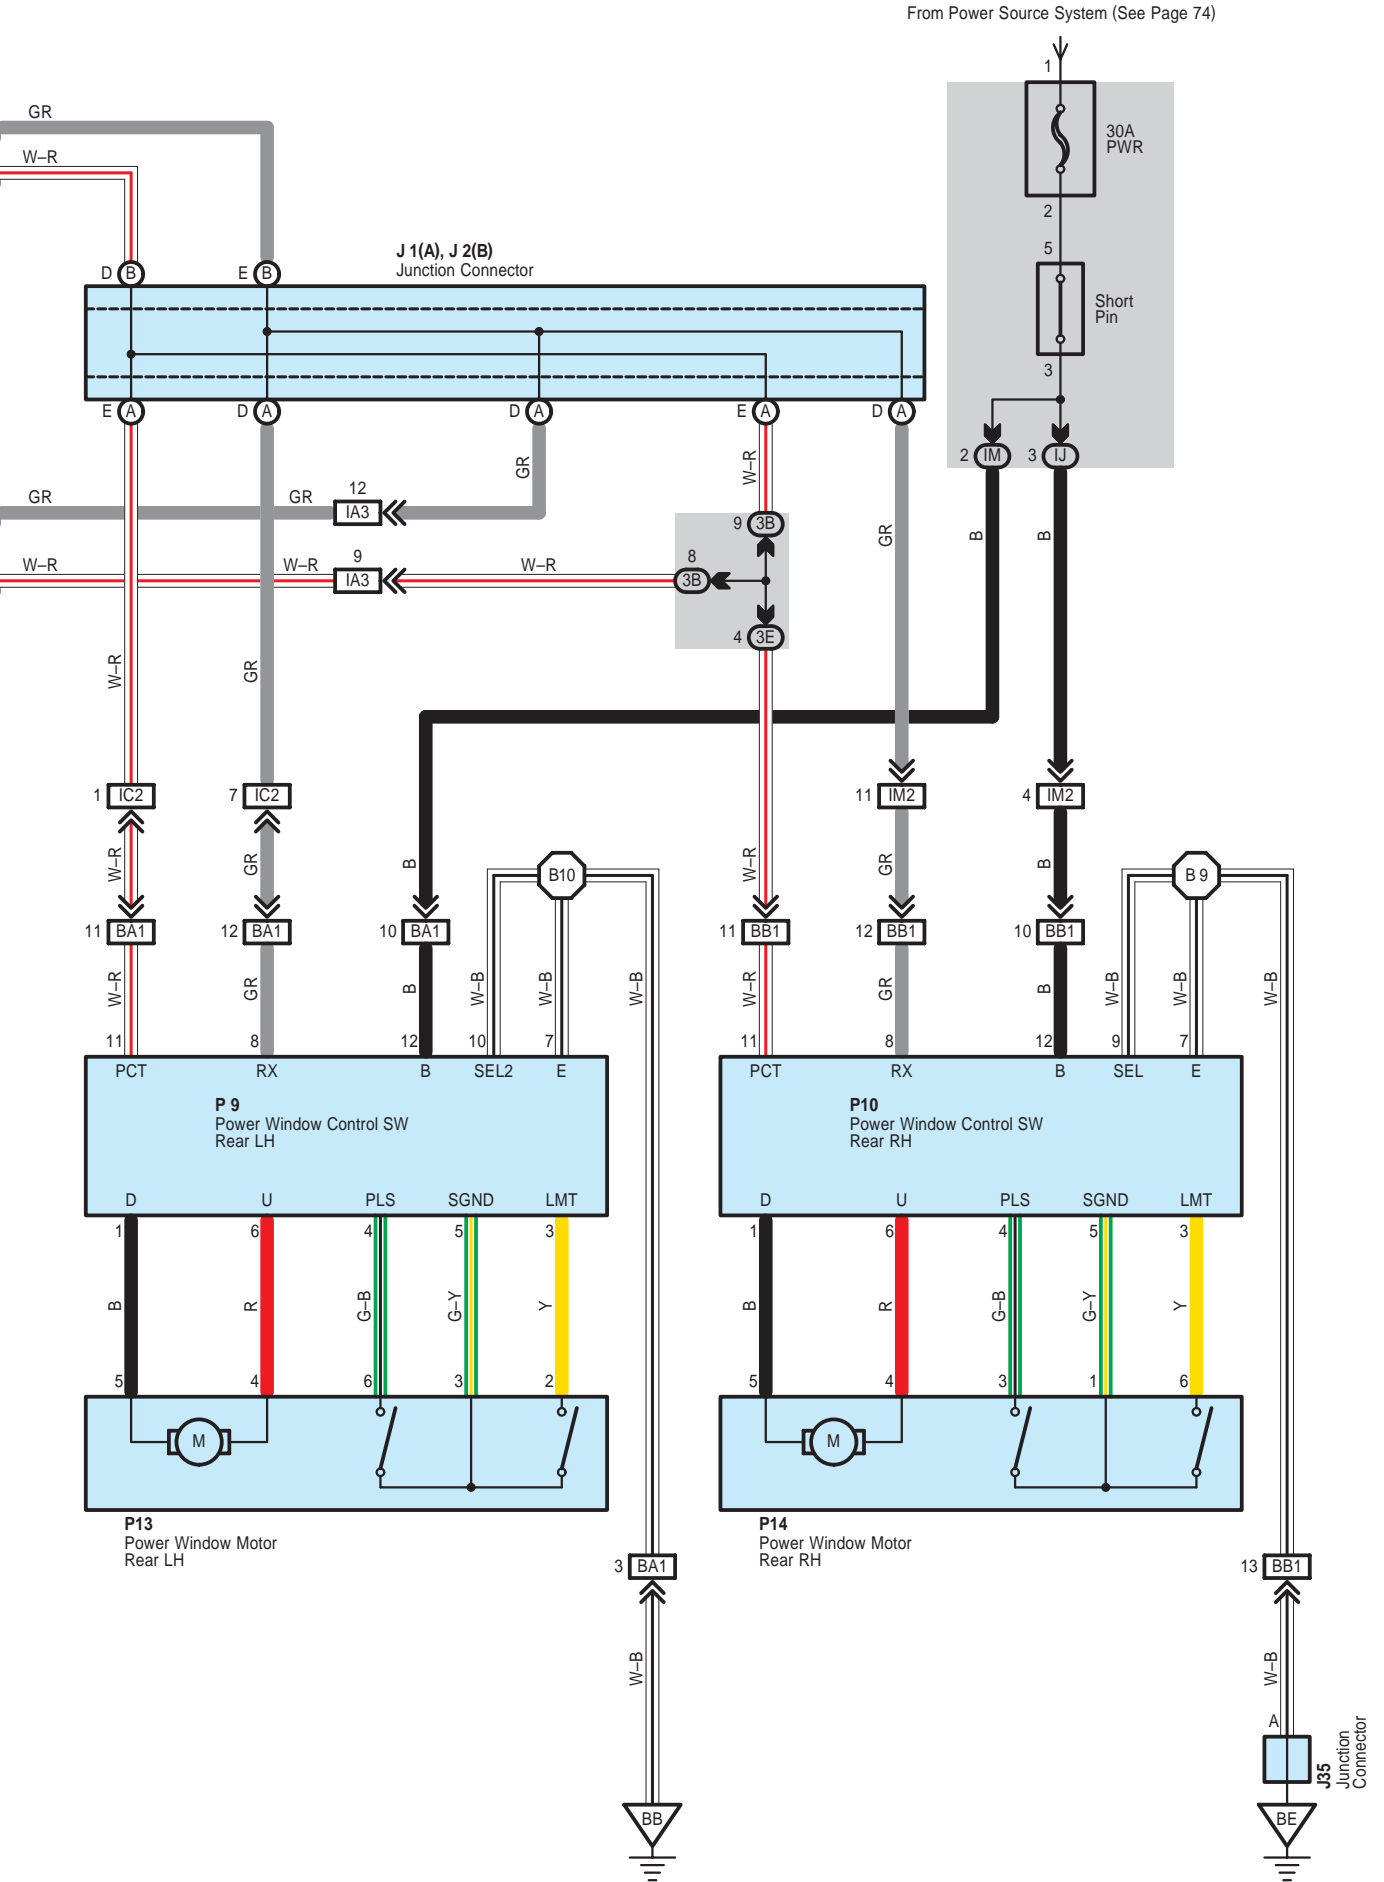 From Power Source System (See Page 74)
1
30A
PWR
2
5
Short
Pin
3
2 IM 3 IJ
GR
W–R
J 1(A), J 2(B)
Junction Connector
D B E B
E A D A D A E A D A
GR
W–R
GR GR 12
IA3
9 3B
GR
B
B
W–R W–R 9 W–R 8
IA3 3B
4 3E
W–R
GR
1 IC2 7 IC2 11 IM2 4 IM2
W–R
GR
B
B10
W–R
GR
B
B 9
11 BA1 12 BA1 10 BA1 11 BB1 12 BB1 10 BB1
W–R
GR
B
W–B
W–B
W–B
W–R
GR
B
W–B
W–B
W–B
11 8 12 10 7 11 8 12 9 7
PCT RX B SEL2 E PCT RX B SEL E
P 9
Power Window Control SW
Rear LH
P10
Power Window Control SW
Rear RH
D U PLS SGND LMT D U PLS SGND LMT
1 6 4 5 3 1 6 4 5 3
B
R
G–B
G–Y
Y
B
R
G–B
G–Y
Y
5 4 6 3 2 5 4 3 1 6
M M
P13
Power Window Motor
Rear LH
P14
Power Window Motor
Rear RH
3 BA1 13 BB1
W–B
W–B
A
J35
Junction
Connector
BB BE